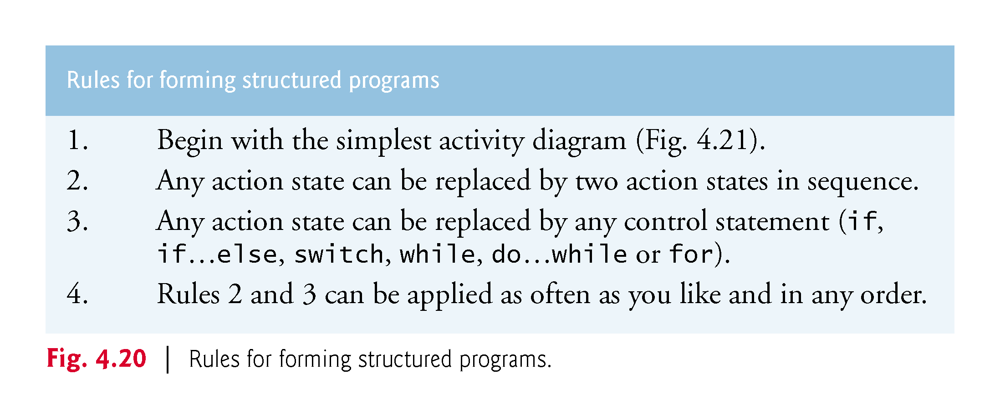 Rules for forming structured programs
1. Begin with the simplest activity diagram (Fig. 4.21).
2. Any action state can be replaced by two action states in sequence.
3. Any action state can be replaced by any control statement (if,
if…else, switch, while, do…while or for).
4. Rules 2 and 3 can be applied as often as you like and in any order.
Fig. 4.20 | Rules for forming structured programs.